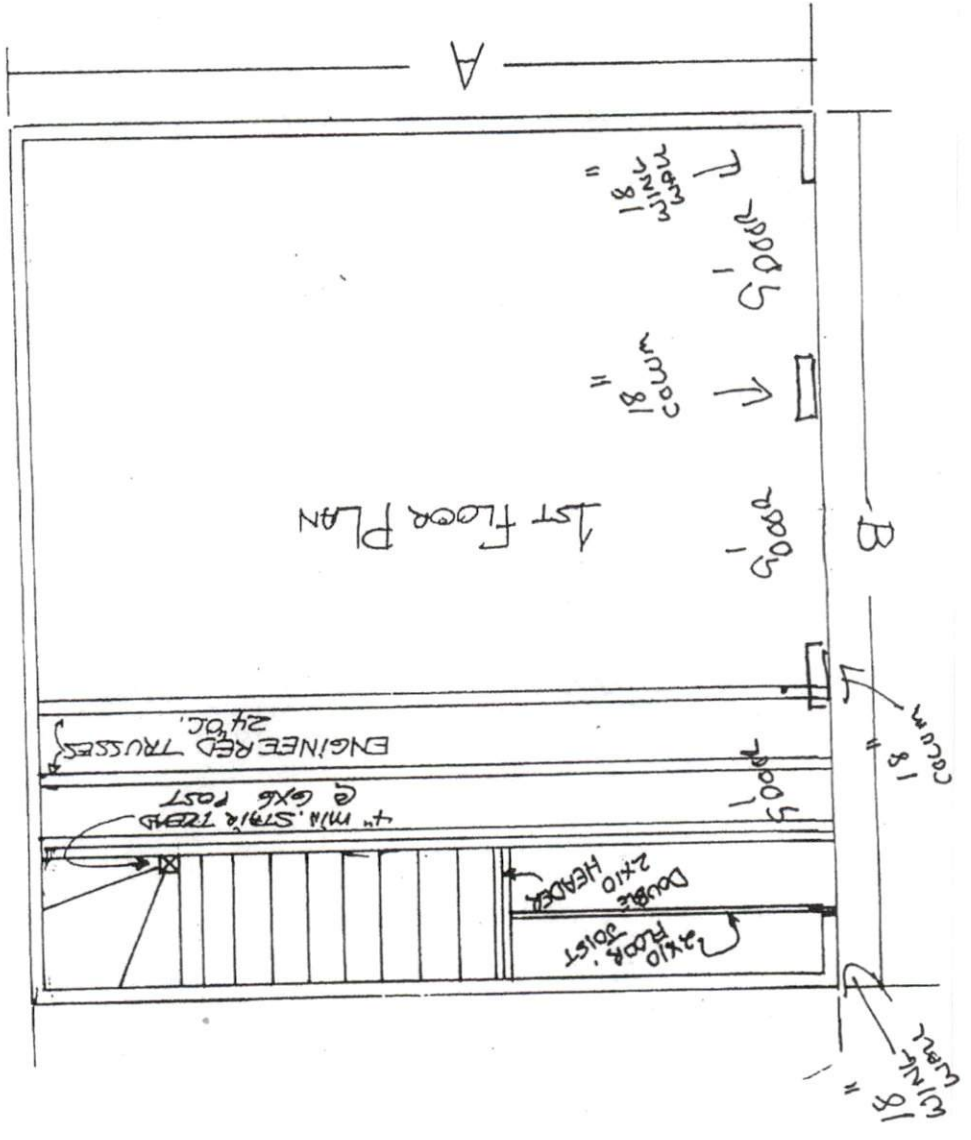 18"
WING
WALL
2X10
FLOOR
JOIST
DOUBLE
2X10
HEADER
4" MIN. STAIR TREAD
@ 6X6 POST
5'
DOOR
ENGINEERED TRUSSES
24" O.C.
18"
COLUM
B
5'
DOOR
1ST FLOOR PLAN
18"
COLUM
5'
DOOR
18"
WING
WALL
A